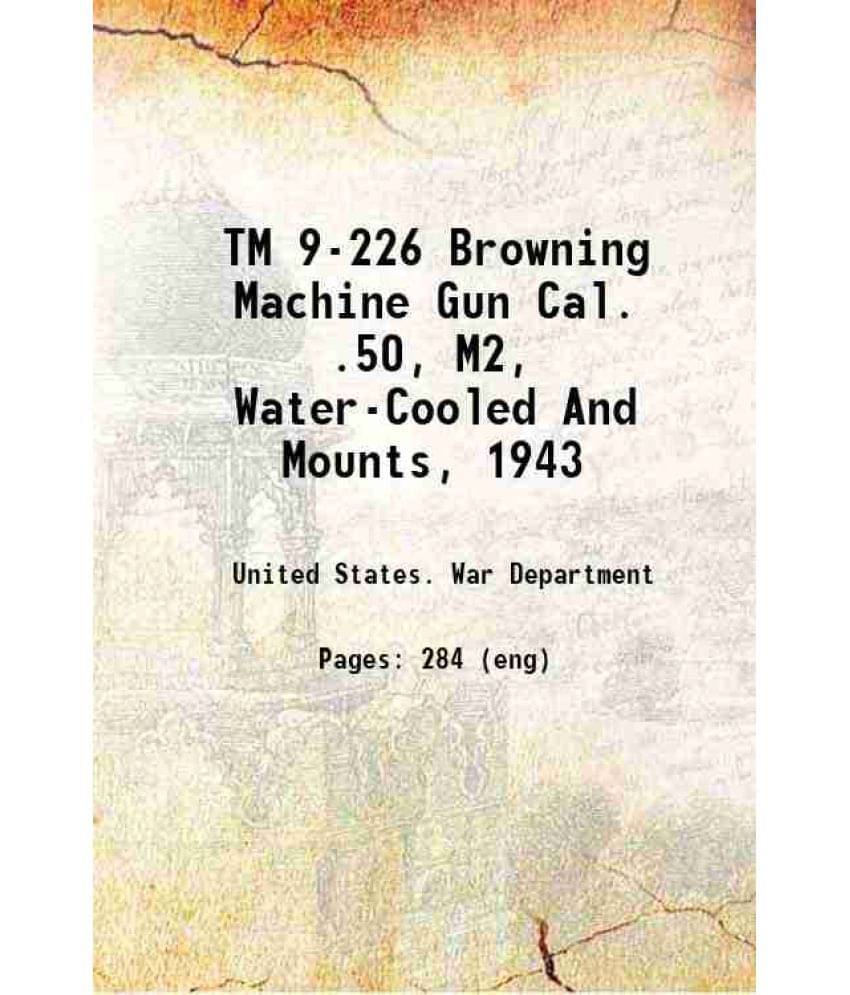 TM 9-226 Browning
Machine Gun Cal.
.50, M2,
Water-Cooled And
Mounts, 1943
United States. War Department
Pages: 284 (eng)